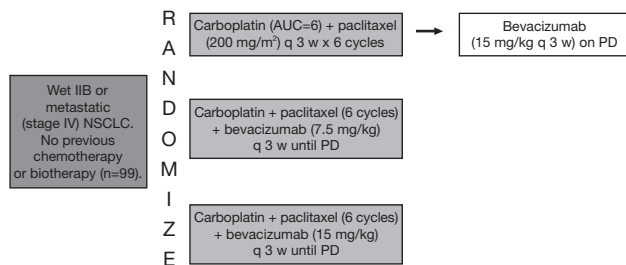 Wet IIB or
metastatic
(stage IV) NSCLC.
No previous
chemotherapy
or biotherapy (n=99).
R
A
N
D
O
M
I
Z
E
Carboplatin (AUC=6) + paclitaxel
(200 mg/m²) q 3 w x 6 cycles
Bevacizumab
(15 mg/kg q 3 w) on PD
Carboplatin + paclitaxel (6 cycles)
+ bevacizumab (7.5 mg/kg)
q 3 w until PD
Carboplatin + paclitaxel (6 cycles)
+ bevacizumab (15 mg/kg)
q 3 w until PD